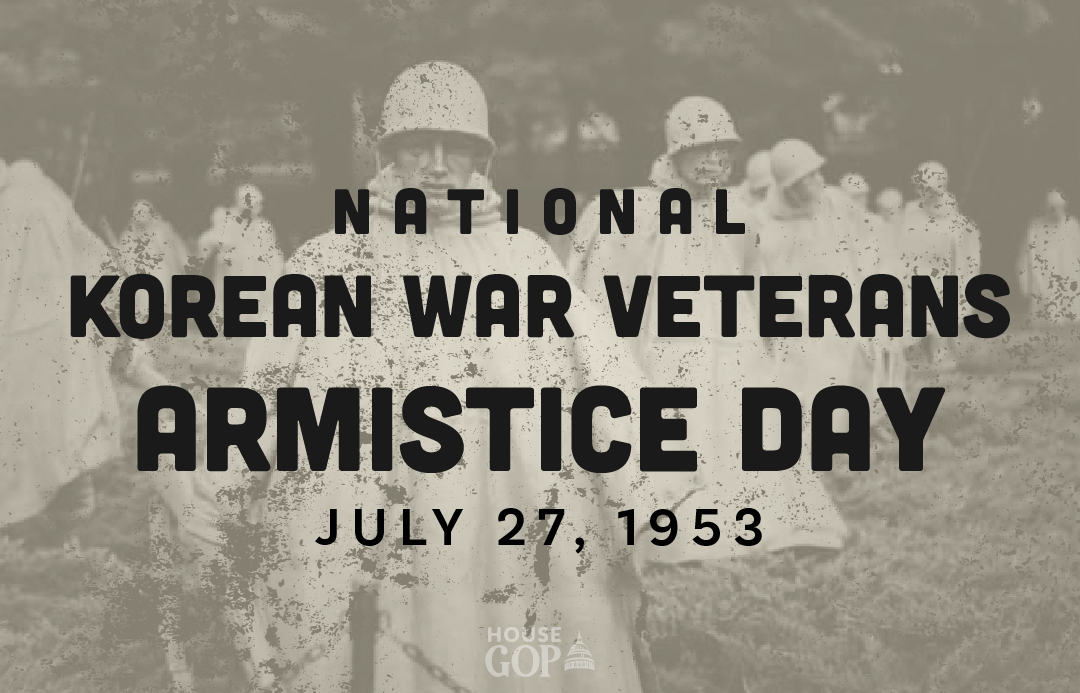 NATIONAL
KOREAN WAR VETERANS
ARMISTICE DAY
JULY 27, 1953
HOUSE
GOP